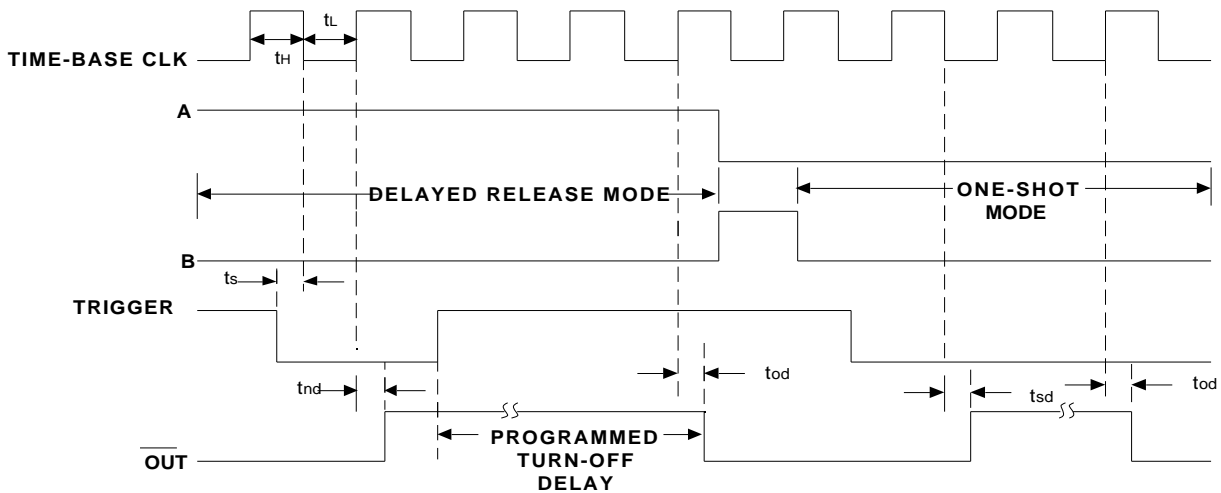 tL
tH
TIME-BASE CLK
A
DELAYED RELEASE MODE
ONE-SHOT
MODE
B
ts
TRIGGER
tnd
tod
tsd
tod
PROGRAMMED
TURN-OFF
DELAY
OUT